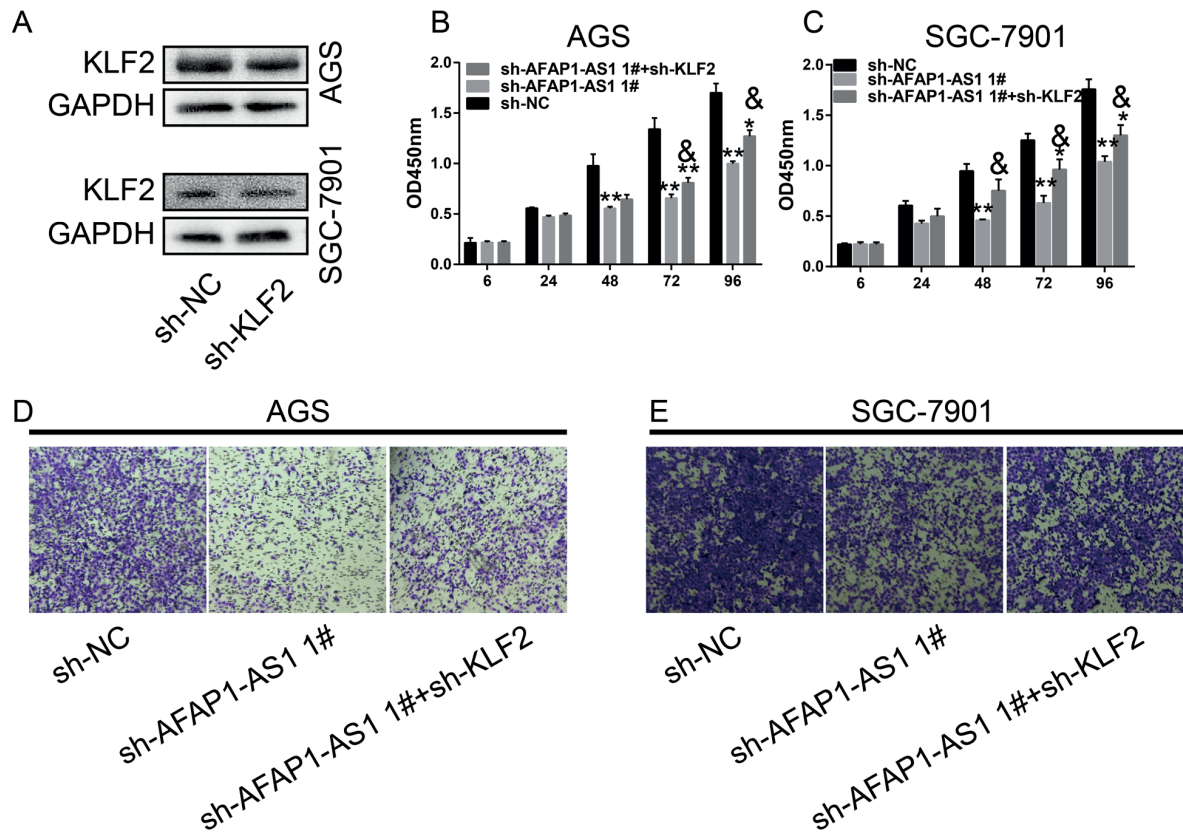 A
KLF2
GAPDH
AGS
KLF2
GAPDH
SGC-7901
sh-NC
sh-KLF2
B
AGS
sh-AFAP1-AS1 1#+sh-KLF2
sh-AFAP1-AS1 1#
sh-NC
OD450nm
2.0
1.5
1.0
0.5
0.0
**
** & **
** & *
6 24 48 72 96
C
SGC-7901
sh-NC
sh-AFAP1-AS1 1#
sh-AFAP1-AS1 1#+sh-KLF2
OD450nm
2.0
1.5
1.0
0.5
0.0
** &
** & *
** & *
6 24 48 72 96
D
AGS
sh-NC
sh-AFAP1-AS1 1#
sh-AFAP1-AS1 1#+sh-KLF2
E
SGC-7901
sh-NC
sh-AFAP1-AS1 1#
sh-AFAP1-AS1 1#+sh-KLF2